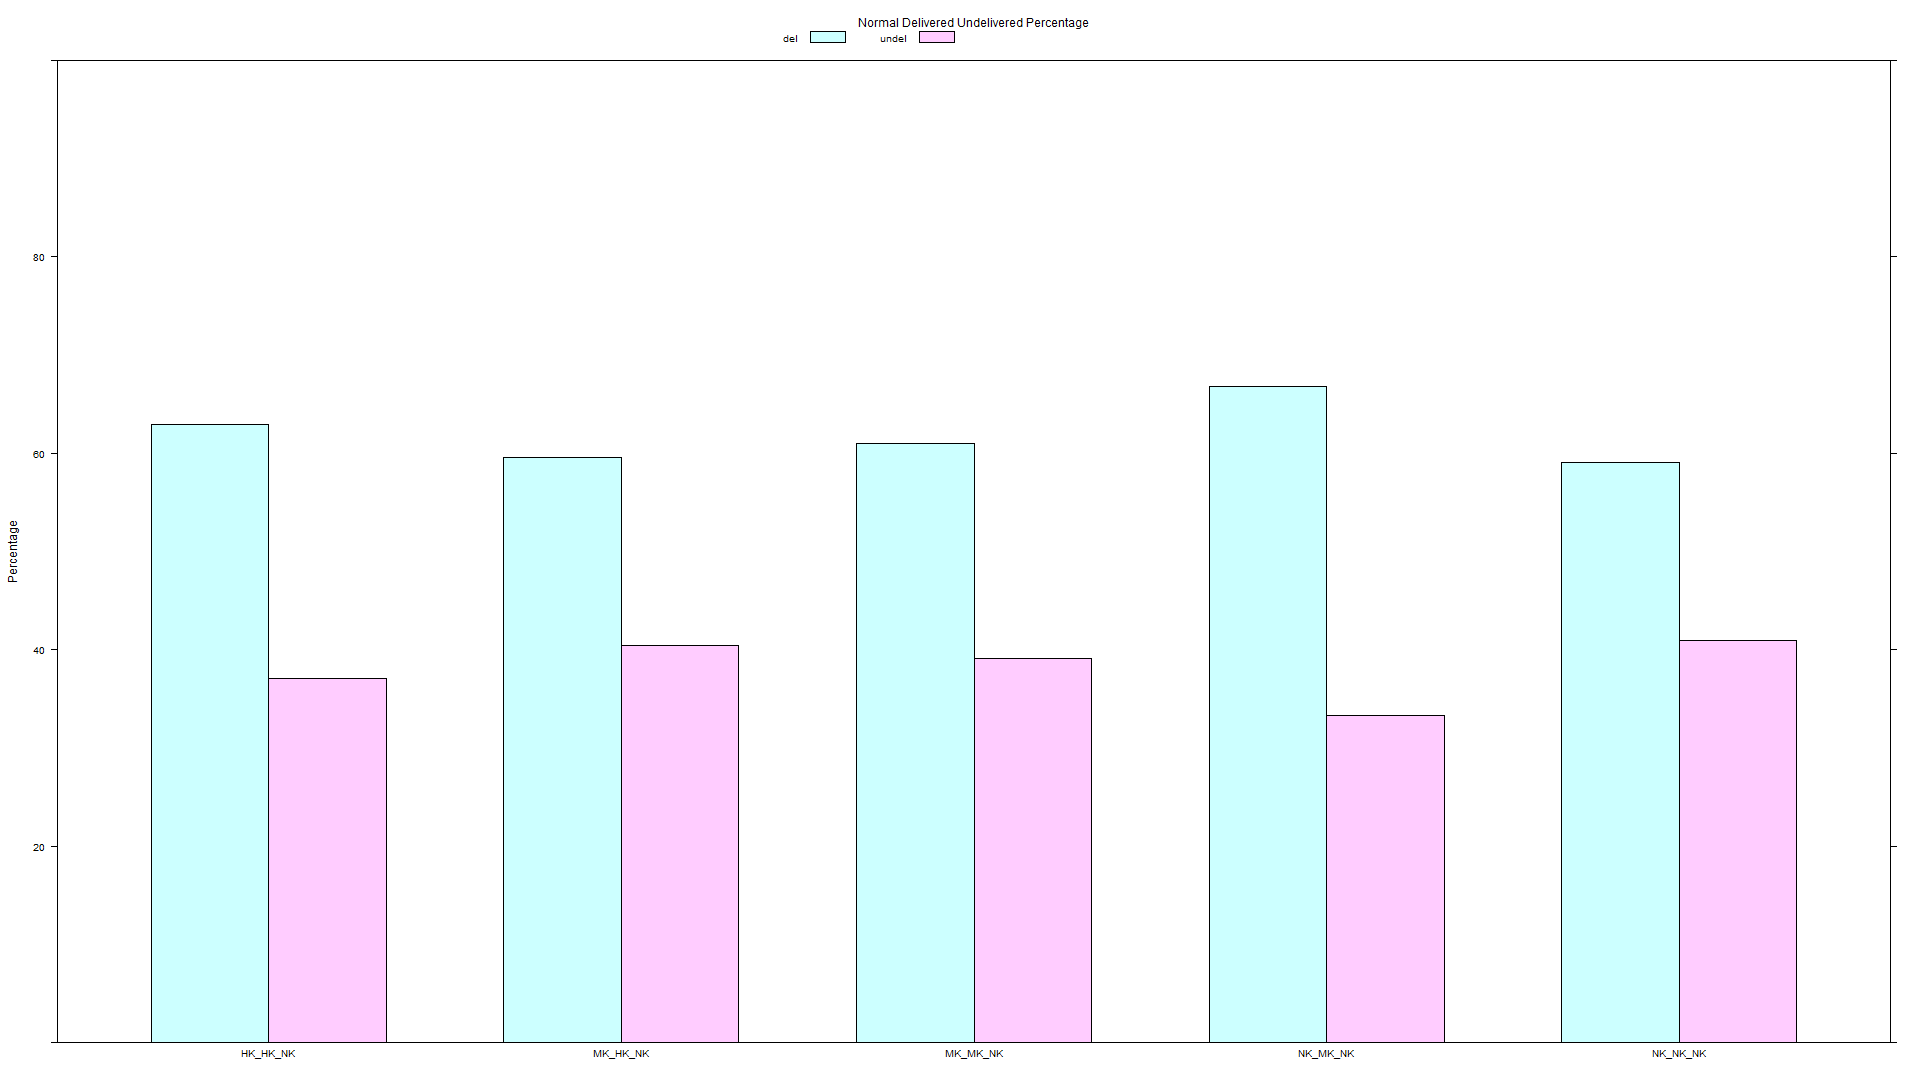 Normal Delivered Undelivered Percentage
del undel
80
60
Percentage
40
20
HK_HK_NK MK_HK_NK MK_MK_NK NK_MK_NK NK_NK_NK